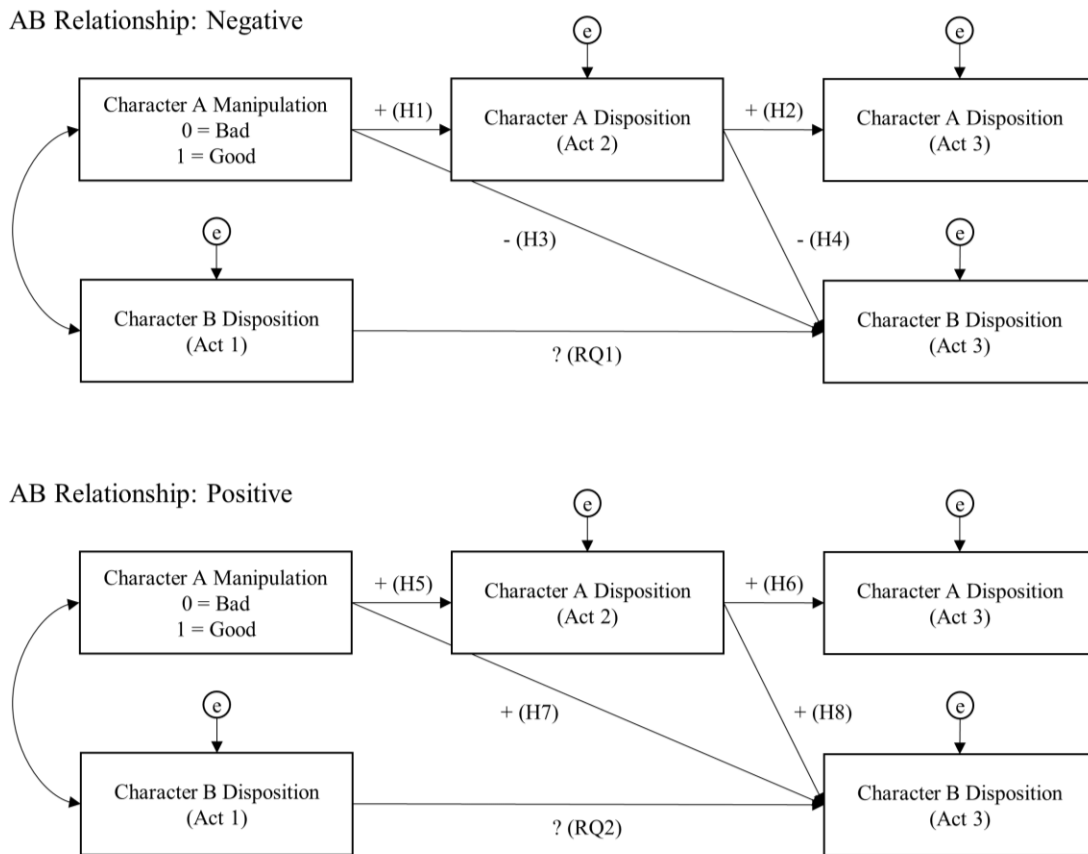 AB Relationship: Negative
e
e
Character A Manipulation
0 = Bad
1 = Good
+ (H1)
Character A Disposition
(Act 2)
+ (H2)
Character A Disposition
(Act 3)
e
- (H3)
- (H4)
e
Character B Disposition
(Act 1)
? (RQ1)
Character B Disposition
(Act 3)
AB Relationship: Positive
e
e
Character A Manipulation
0 = Bad
1 = Good
+ (H5)
Character A Disposition
(Act 2)
+ (H6)
Character A Disposition
(Act 3)
e
+ (H7)
+ (H8)
e
Character B Disposition
(Act 1)
? (RQ2)
Character B Disposition
(Act 3)